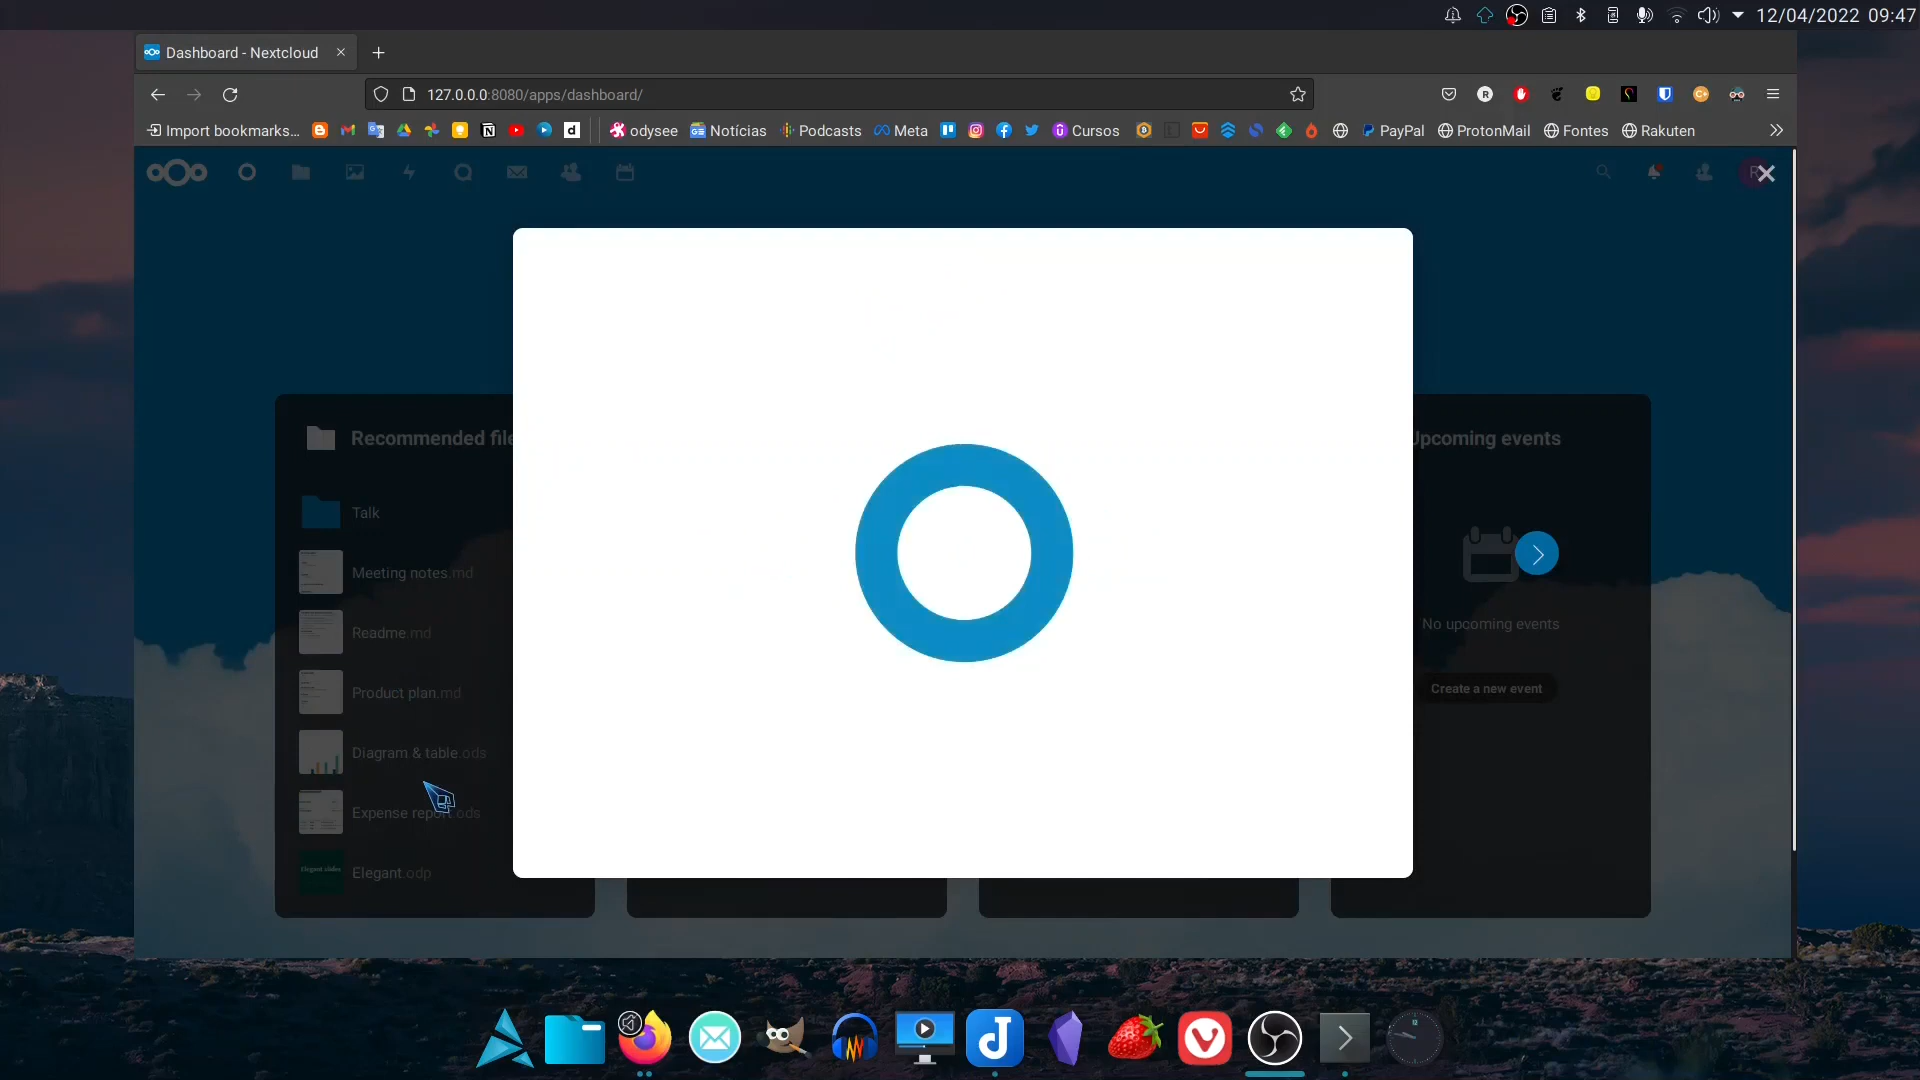 12/04/2022 09:47
Dashboard - Nextcloud
127.0.0.0:8080/apps/dashboard/
Import bookmarks...
odysee
Notícias
Podcasts
Meta
Cursos
PayPal
ProtonMail
Fontes
Rakuten
Recommended file
Upcoming events
Talk
Meeting notes.md
Readme.md
No upcoming events
Product plan.md
Create a new event
Diagram & table.ods
Expense report.ods
Elegant.odp